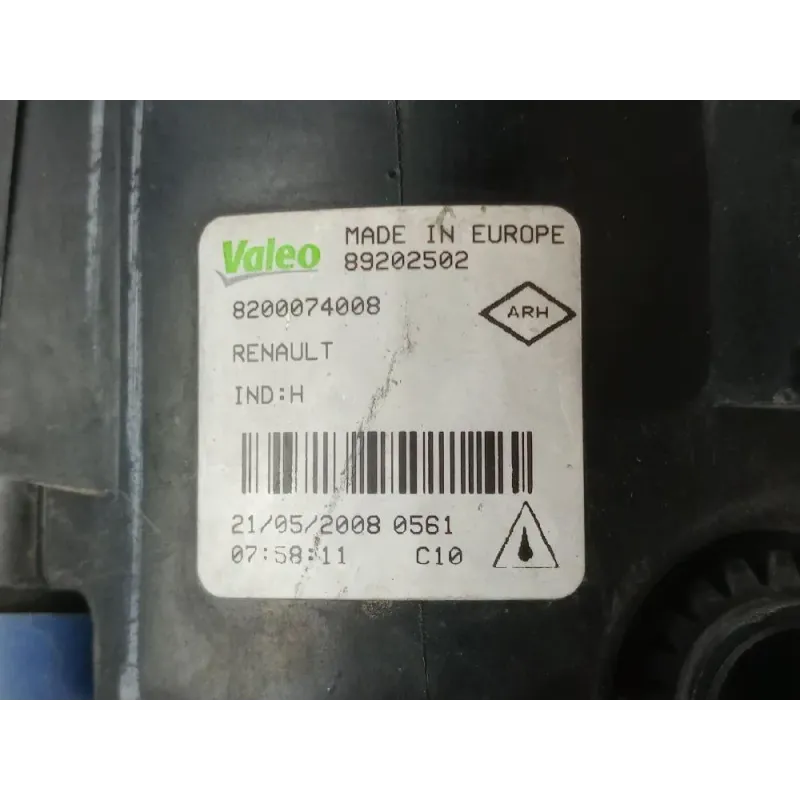 Valeo
MADE IN EUROPE
89202502
8200074008
ARH
RENAULT
IND:H
21/05/2008 0561
07:58:11 C10